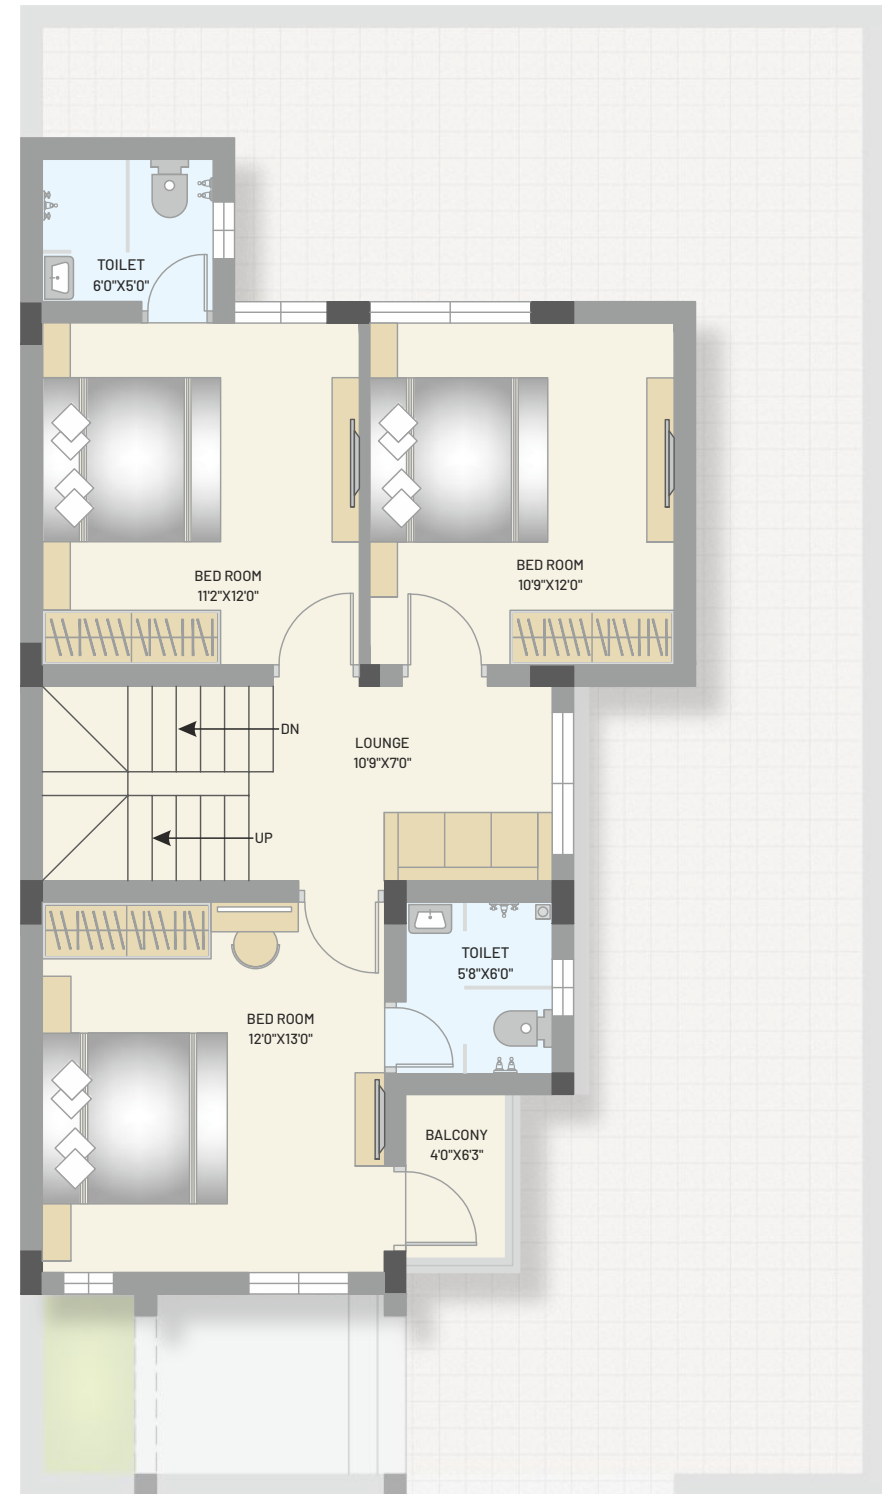 TOILET
6'0"X5'0"
BED ROOM
11'2"X12'0"
BED ROOM
10'9"X12'0"
DN
LOUNGE
10'9"X7'0"
UP
TOILET
5'8"X6'0"
BED ROOM
12'0"X13'0"
BALCONY
4'0"X6'3"